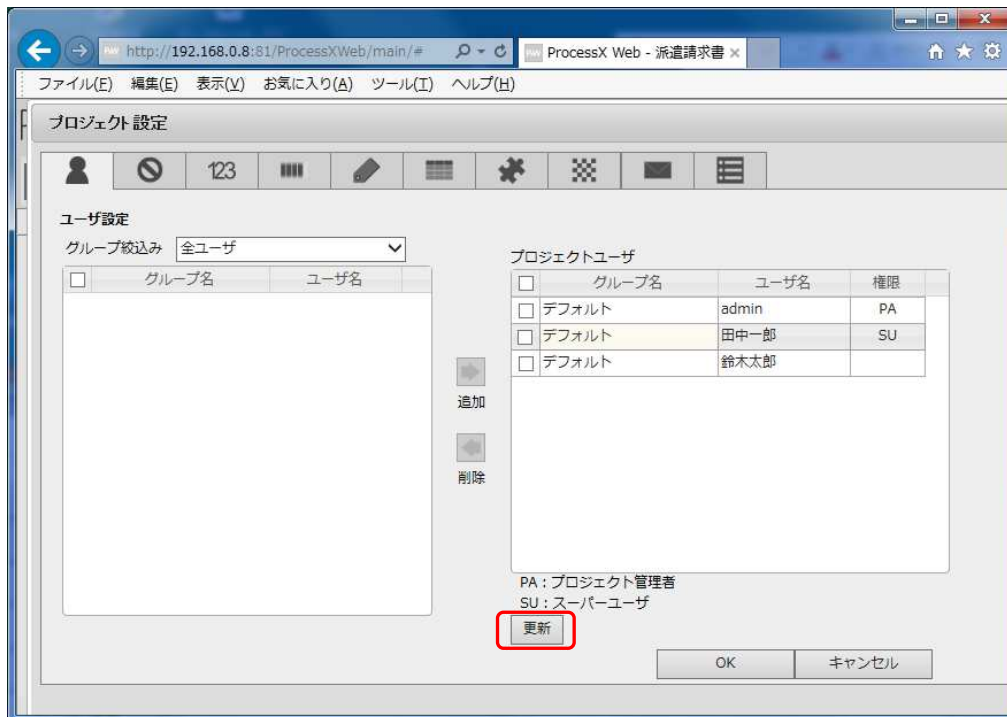 http://192.168.0.8:81/ProcessXWeb/main/#
ProcessX Web - 派遣請求書
ファイル(F) 編集(E) 表示(V) お気に入り(A) ツール(T) ヘルプ(H)
プロジェクト設定
123
ユーザ設定
グループ絞込み 全ユーザ
グループ名 ユーザ名
プロジェクトユーザ
グループ名 ユーザ名 権限
デフォルト admin PA
デフォルト 田中一郎 SU
デフォルト 鈴木太郎
追加
削除
PA：プロジェクト管理者
SU：スーパーユーザ
更新
OK キャンセル